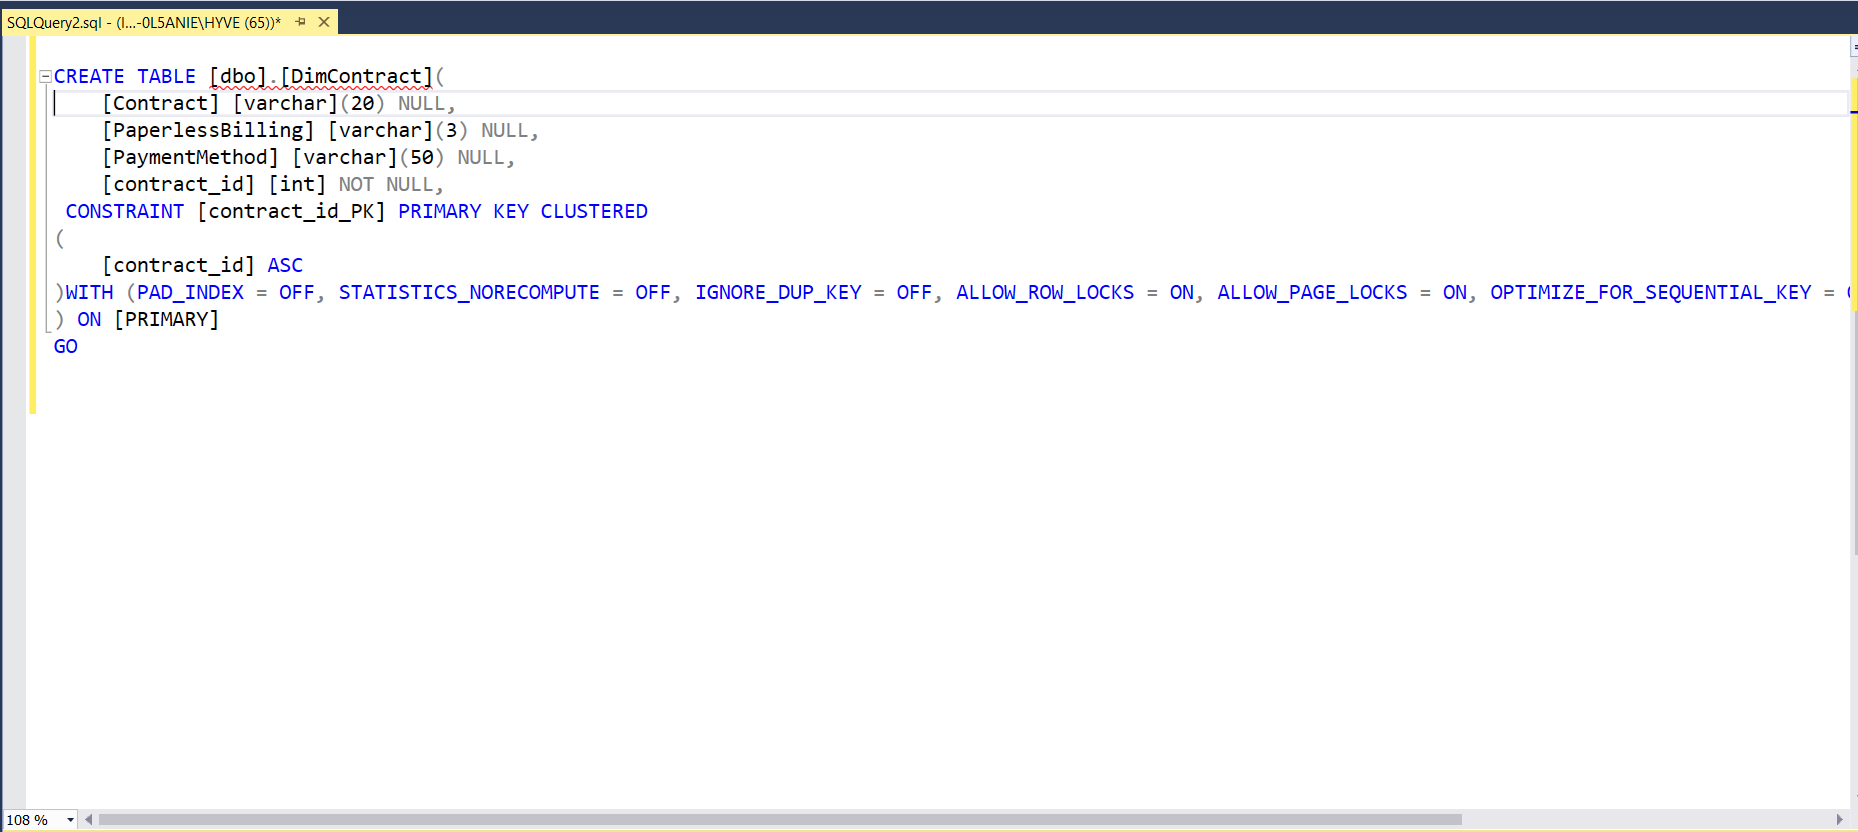 SQLQuery2.sql - (l...-0L5ANIE\HYVE (65))*
CREATE TABLE [dbo].[DimContract](
[Contract] [varchar](20) NULL,
[PaperlessBilling] [varchar](3) NULL,
[PaymentMethod] [varchar](50) NULL,
[contract_id] [int] NOT NULL,
CONSTRAINT [contract_id_PK] PRIMARY KEY CLUSTERED
(
[contract_id] ASC
)WITH (PAD_INDEX = OFF, STATISTICS_NORECOMPUTE = OFF, IGNORE_DUP_KEY = OFF, ALLOW_ROW_LOCKS = ON, ALLOW_PAGE_LOCKS = ON, OPTIMIZE_FOR_SEQUENTIAL_KEY =
) ON [PRIMARY]
GO
108 %